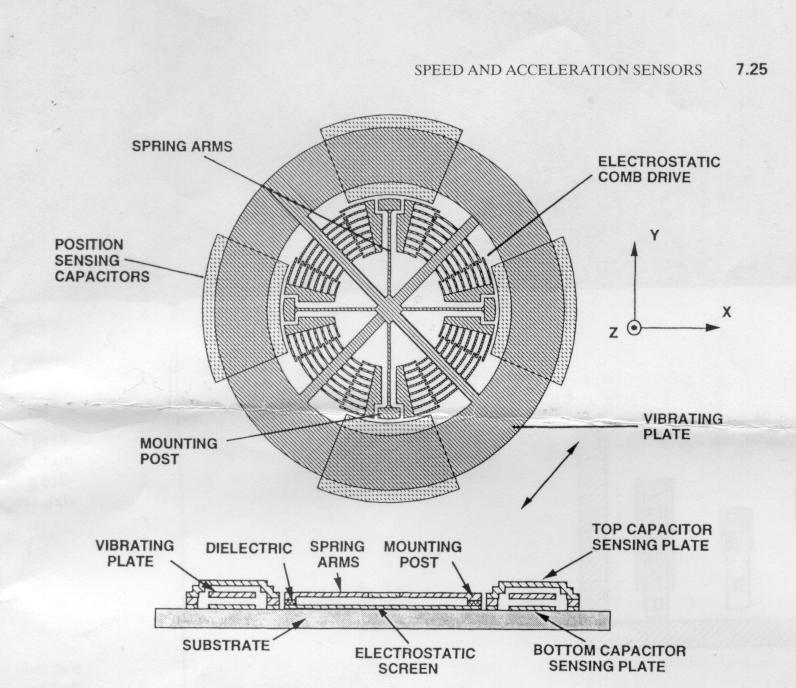 SPEED AND ACCELERATION SENSORS 7.25
SPRING ARMS
ELECTROSTATIC
COMB DRIVE
POSITION
SENSING
CAPACITORS
Y
X
Z
MOUNTING
POST
VIBRATING
PLATE
VIBRATING
PLATE
DIELECTRIC
SPRING
ARMS
MOUNTING
POST
TOP CAPACITOR
SENSING PLATE
SUBSTRATE
ELECTROSTATIC
SCREEN
BOTTOM CAPACITOR
SENSING PLATE